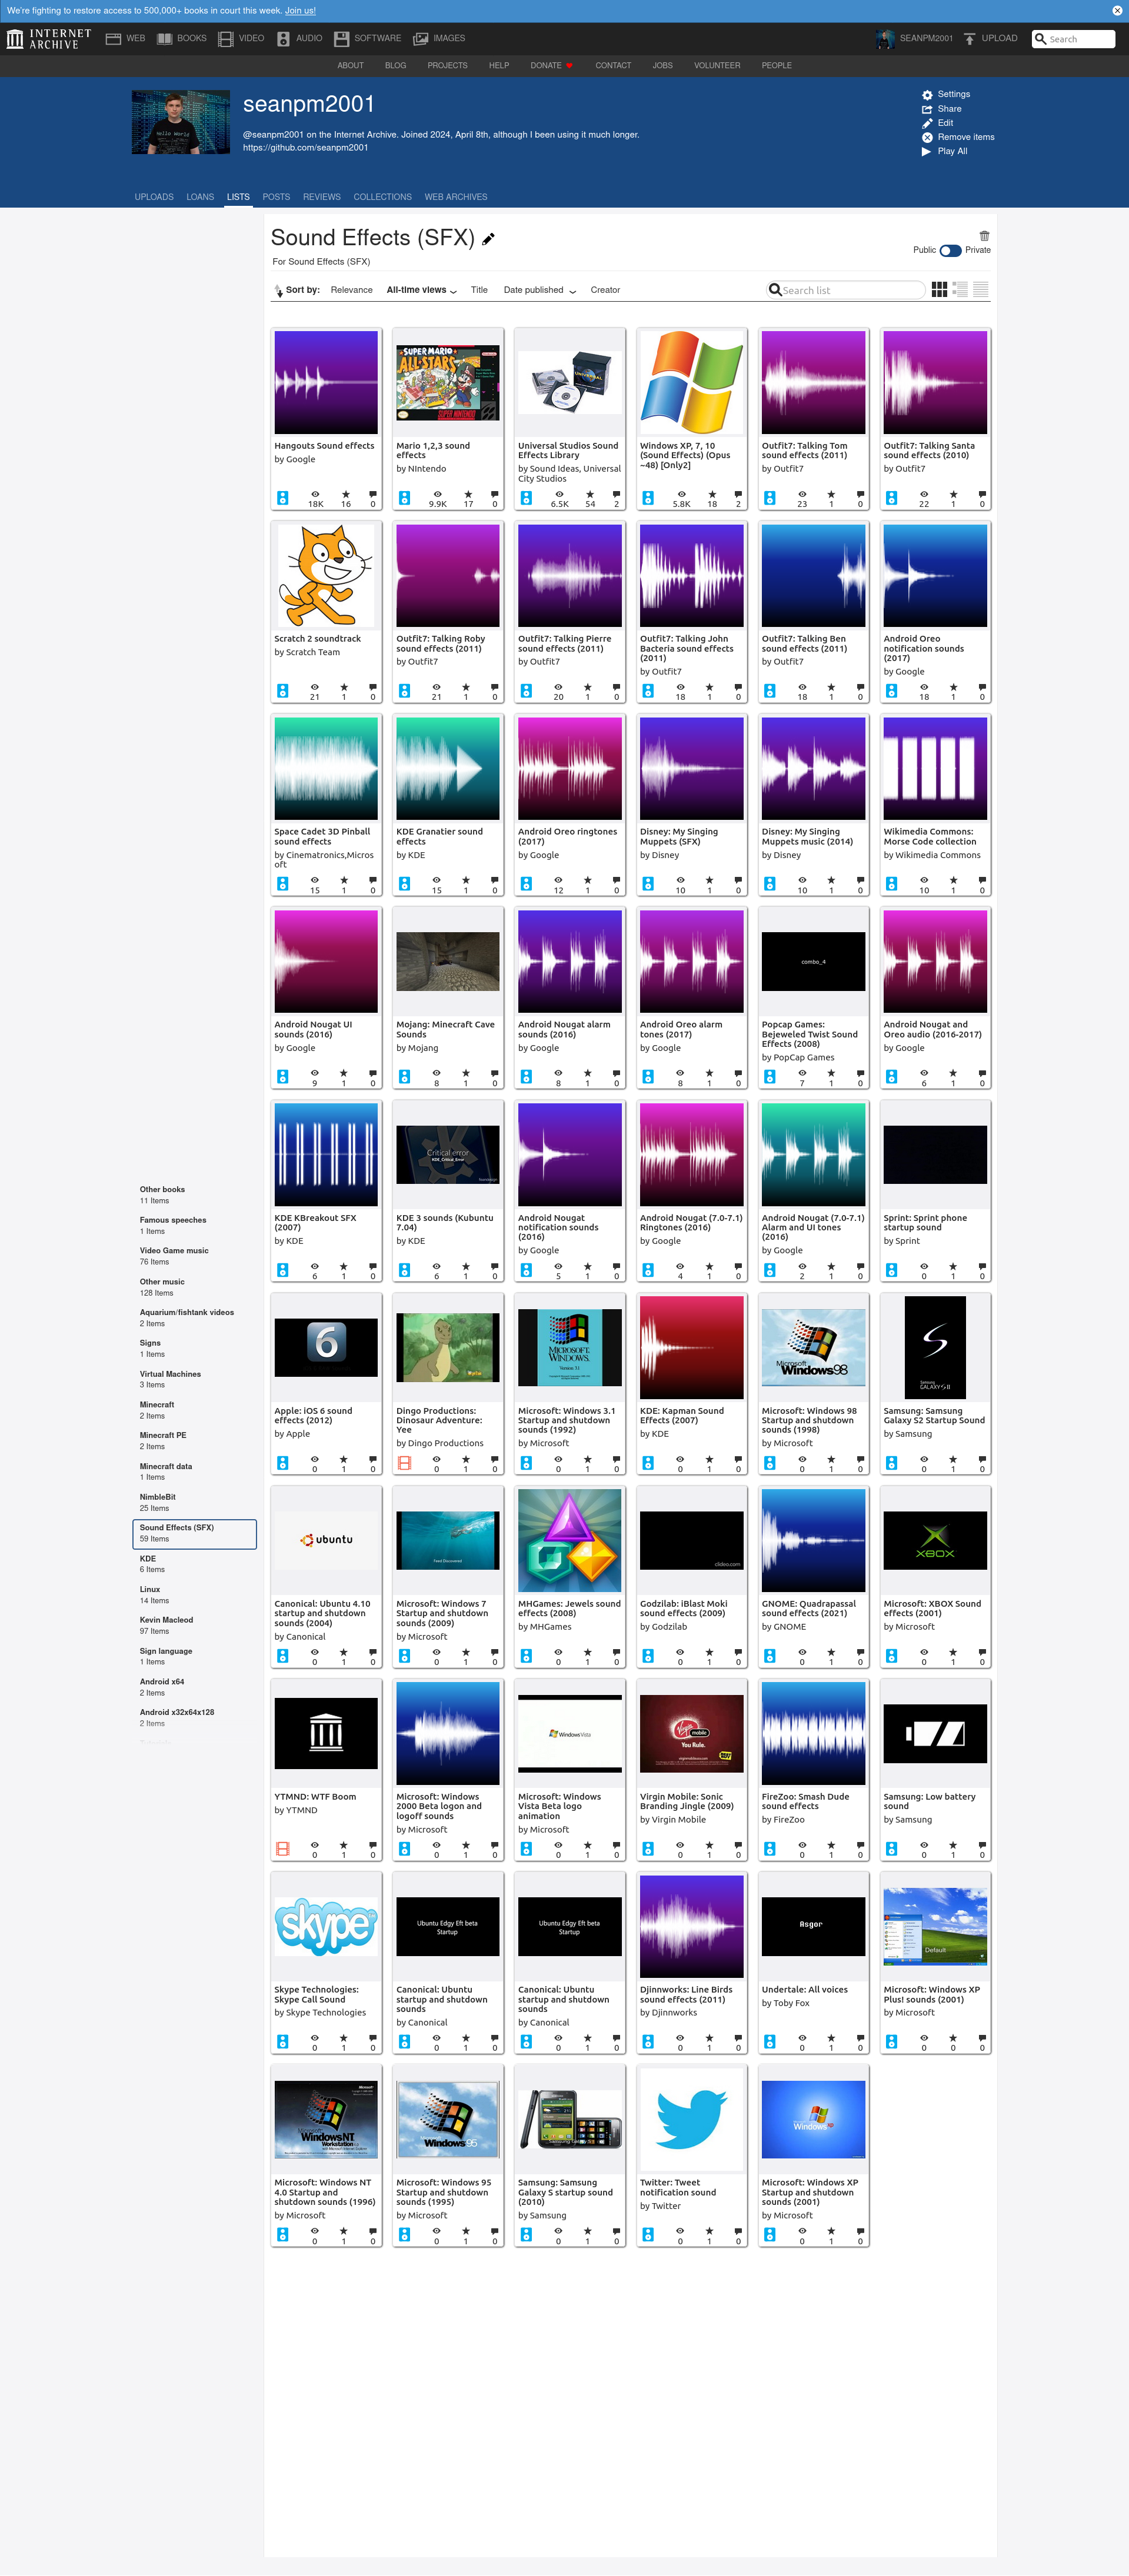 We're fighting to restore access to 500,000+ books in court this week. Join us!
INTERNET ARCHIVE
WEB BOOKS VIDEO AUDIO SOFTWARE IMAGES SEANPM2001 UPLOAD Search
ABOUT BLOG PROJECTS HELP DONATE CONTACT JOBS VOLUNTEER PEOPLE
Hello World
seanpm2001
@seanpm2001 on the Internet Archive. Joined 2024, April 8th, although I been using it much longer.
https://github.com/seanpm2001
Settings
Share
Edit
Remove items
Play All
UPLOADS LOANS LISTS POSTS REVIEWS COLLECTIONS WEB ARCHIVES
Sound Effects (SFX)
For Sound Effects (SFX)
Public Private
Sort by: Relevance All-time views Title Date published Creator
Search list
Other books
11 Items
Famous speeches
1 Items
Video Game music
76 Items
Other music
128 Items
Aquarium/fishtank videos
2 Items
Signs
1 Items
Virtual Machines
3 Items
Minecraft
2 Items
Minecraft PE
2 Items
Minecraft data
1 Items
NimbleBit
25 Items
Sound Effects (SFX)
59 Items
KDE
6 Items
Linux
14 Items
Kevin Macleod
97 Items
Sign language
1 Items
Android x64
2 Items
Android x32x64x128
2 Items
Hangouts Sound effects
by Google
18K 16 0
SUPER MARIO
ALL-STARS
SUPER NINTENDO
Mario 1,2,3 sound
effects
by NIntendo
9.9K 17 0
Universal Studios Sound
Effects Library
by Sound Ideas, Universal
City Studios
6.5K 54 2
Windows XP, 7, 10
(Sound Effects) (Opus
~48) [Only2]
5.8K 18 2
Outfit7: Talking Tom
sound effects (2011)
by Outfit7
23 1 0
Outfit7: Talking Santa
sound effects (2010)
by Outfit7
22 1 0
Scratch 2 soundtrack
by Scratch Team
21 1 0
Outfit7: Talking Roby
sound effects (2011)
by Outfit7
21 1 0
Outfit7: Talking Pierre
sound effects (2011)
by Outfit7
20 1 0
Outfit7: Talking John
Bacteria sound effects
(2011)
by Outfit7
18 1 0
Outfit7: Talking Ben
sound effects (2011)
by Outfit7
18 1 0
Android Oreo
notification sounds
(2017)
by Google
18 1 0
Space Cadet 3D Pinball
sound effects
by Cinematronics,Micros
oft
15 1 0
KDE Granatier sound
effects
by KDE
15 1 0
Android Oreo ringtones
(2017)
by Google
12 1 0
Disney: My Singing
Muppets (SFX)
by Disney
10 1 0
Disney: My Singing
Muppets music (2014)
by Disney
10 1 0
Wikimedia Commons:
Morse Code collection
by Wikimedia Commons
10 1 0
Android Nougat UI
sounds (2016)
by Google
9 1 0
Mojang: Minecraft Cave
Sounds
by Mojang
8 1 0
Android Nougat alarm
sounds (2016)
by Google
8 1 0
Android Oreo alarm
tones (2017)
by Google
8 1 0
combo_4
Popcap Games:
Bejeweled Twist Sound
Effects (2008)
by PopCap Games
7 1 0
Android Nougat and
Oreo audio (2016-2017)
by Google
6 1 0
KDE KBreakout SFX
(2007)
by KDE
6 1 0
Critical error
KDE_Critical_Error
KDE 3 sounds (Kubuntu
7.04)
by KDE
6 1 0
Android Nougat
notification sounds
(2016)
by Google
5 1 0
Android Nougat (7.0-7.1)
Ringtones (2016)
by Google
4 1 0
Android Nougat (7.0-7.1)
Alarm and UI tones
(2016)
by Google
2 1 0
Sprint: Sprint phone
startup sound
by Sprint
0 1 0
6
Apple: iOS 6 sound
effects (2012)
by Apple
0 1 0
Dingo Productions:
Dinosaur Adventure:
Yee
by Dingo Productions
0 1 0
MICROSOFT
WINDOWS
Version 3.1
Microsoft: Windows 3.1
Startup and shutdown
sounds (1992)
by Microsoft
0 1 0
KDE: Kapman Sound
Effects (2007)
by KDE
0 1 0
Microsoft
Windows98
Microsoft: Windows 98
Startup and shutdown
sounds (1998)
by Microsoft
0 1 0
Samsung
GALAXY S II
Samsung: Samsung
Galaxy S2 Startup Sound
by Samsung
0 1 0
ubuntu
Canonical: Ubuntu 4.10
startup and shutdown
sounds (2004)
by Canonical
0 1 0
Feed Discovered
Microsoft: Windows 7
Startup and shutdown
sounds (2009)
by Microsoft
0 1 0
MHGames: Jewels sound
effects (2008)
by MHGames
0 1 0
clideo.com
Godzilab: iBlast Moki
sound effects (2009)
by Godzilab
0 1 0
GNOME: Quadrapassal
sound effects (2021)
by GNOME
0 1 0
XBOX
Microsoft: XBOX Sound
effects (2001)
by Microsoft
0 1 0
YTMND: WTF Boom
by YTMND
0 1 0
Microsoft: Windows
2000 Beta logon and
logoff sounds
by Microsoft
0 1 0
Windows Vista
Microsoft: Windows
Vista Beta logo
animation
by Microsoft
0 1 0
Virgin mobile
You Rule.
Virgin Mobile: Sonic
Branding Jingle (2009)
by Virgin Mobile
0 1 0
FireZoo: Smash Dude
sound effects
by FireZoo
0 1 0
Samsung: Low battery
sound
by Samsung
0 1 0
skype
Skype Technologies:
Skype Call Sound
by Skype Technologies
0 1 0
Ubuntu Edgy Eft beta
Startup
Canonical: Ubuntu
startup and shutdown
sounds
by Canonical
0 1 0
Ubuntu Edgy Eft beta
Startup
Canonical: Ubuntu
startup and shutdown
sounds
by Canonical
0 1 0
Djinnworks: Line Birds
sound effects (2011)
by Djinnworks
0 1 0
Asgor
Undertale: All voices
by Toby Fox
0 1 0
Default
Microsoft: Windows XP
Plus! sounds (2001)
by Microsoft
0 0 0
Microsoft
WindowsNT
Workstation
Microsoft: Windows NT
4.0 Startup and
shutdown sounds (1996)
by Microsoft
0 1 0
Windows 95
Microsoft: Windows 95
Startup and shutdown
sounds (1995)
by Microsoft
0 1 0
Samsung: Samsung
Galaxy S startup sound
(2010)
by Samsung
0 1 0
Twitter: Tweet
notification sound
by Twitter
0 1 0
Windows XP
Microsoft: Windows XP
Startup and shutdown
sounds (2001)
by Microsoft
0 1 0